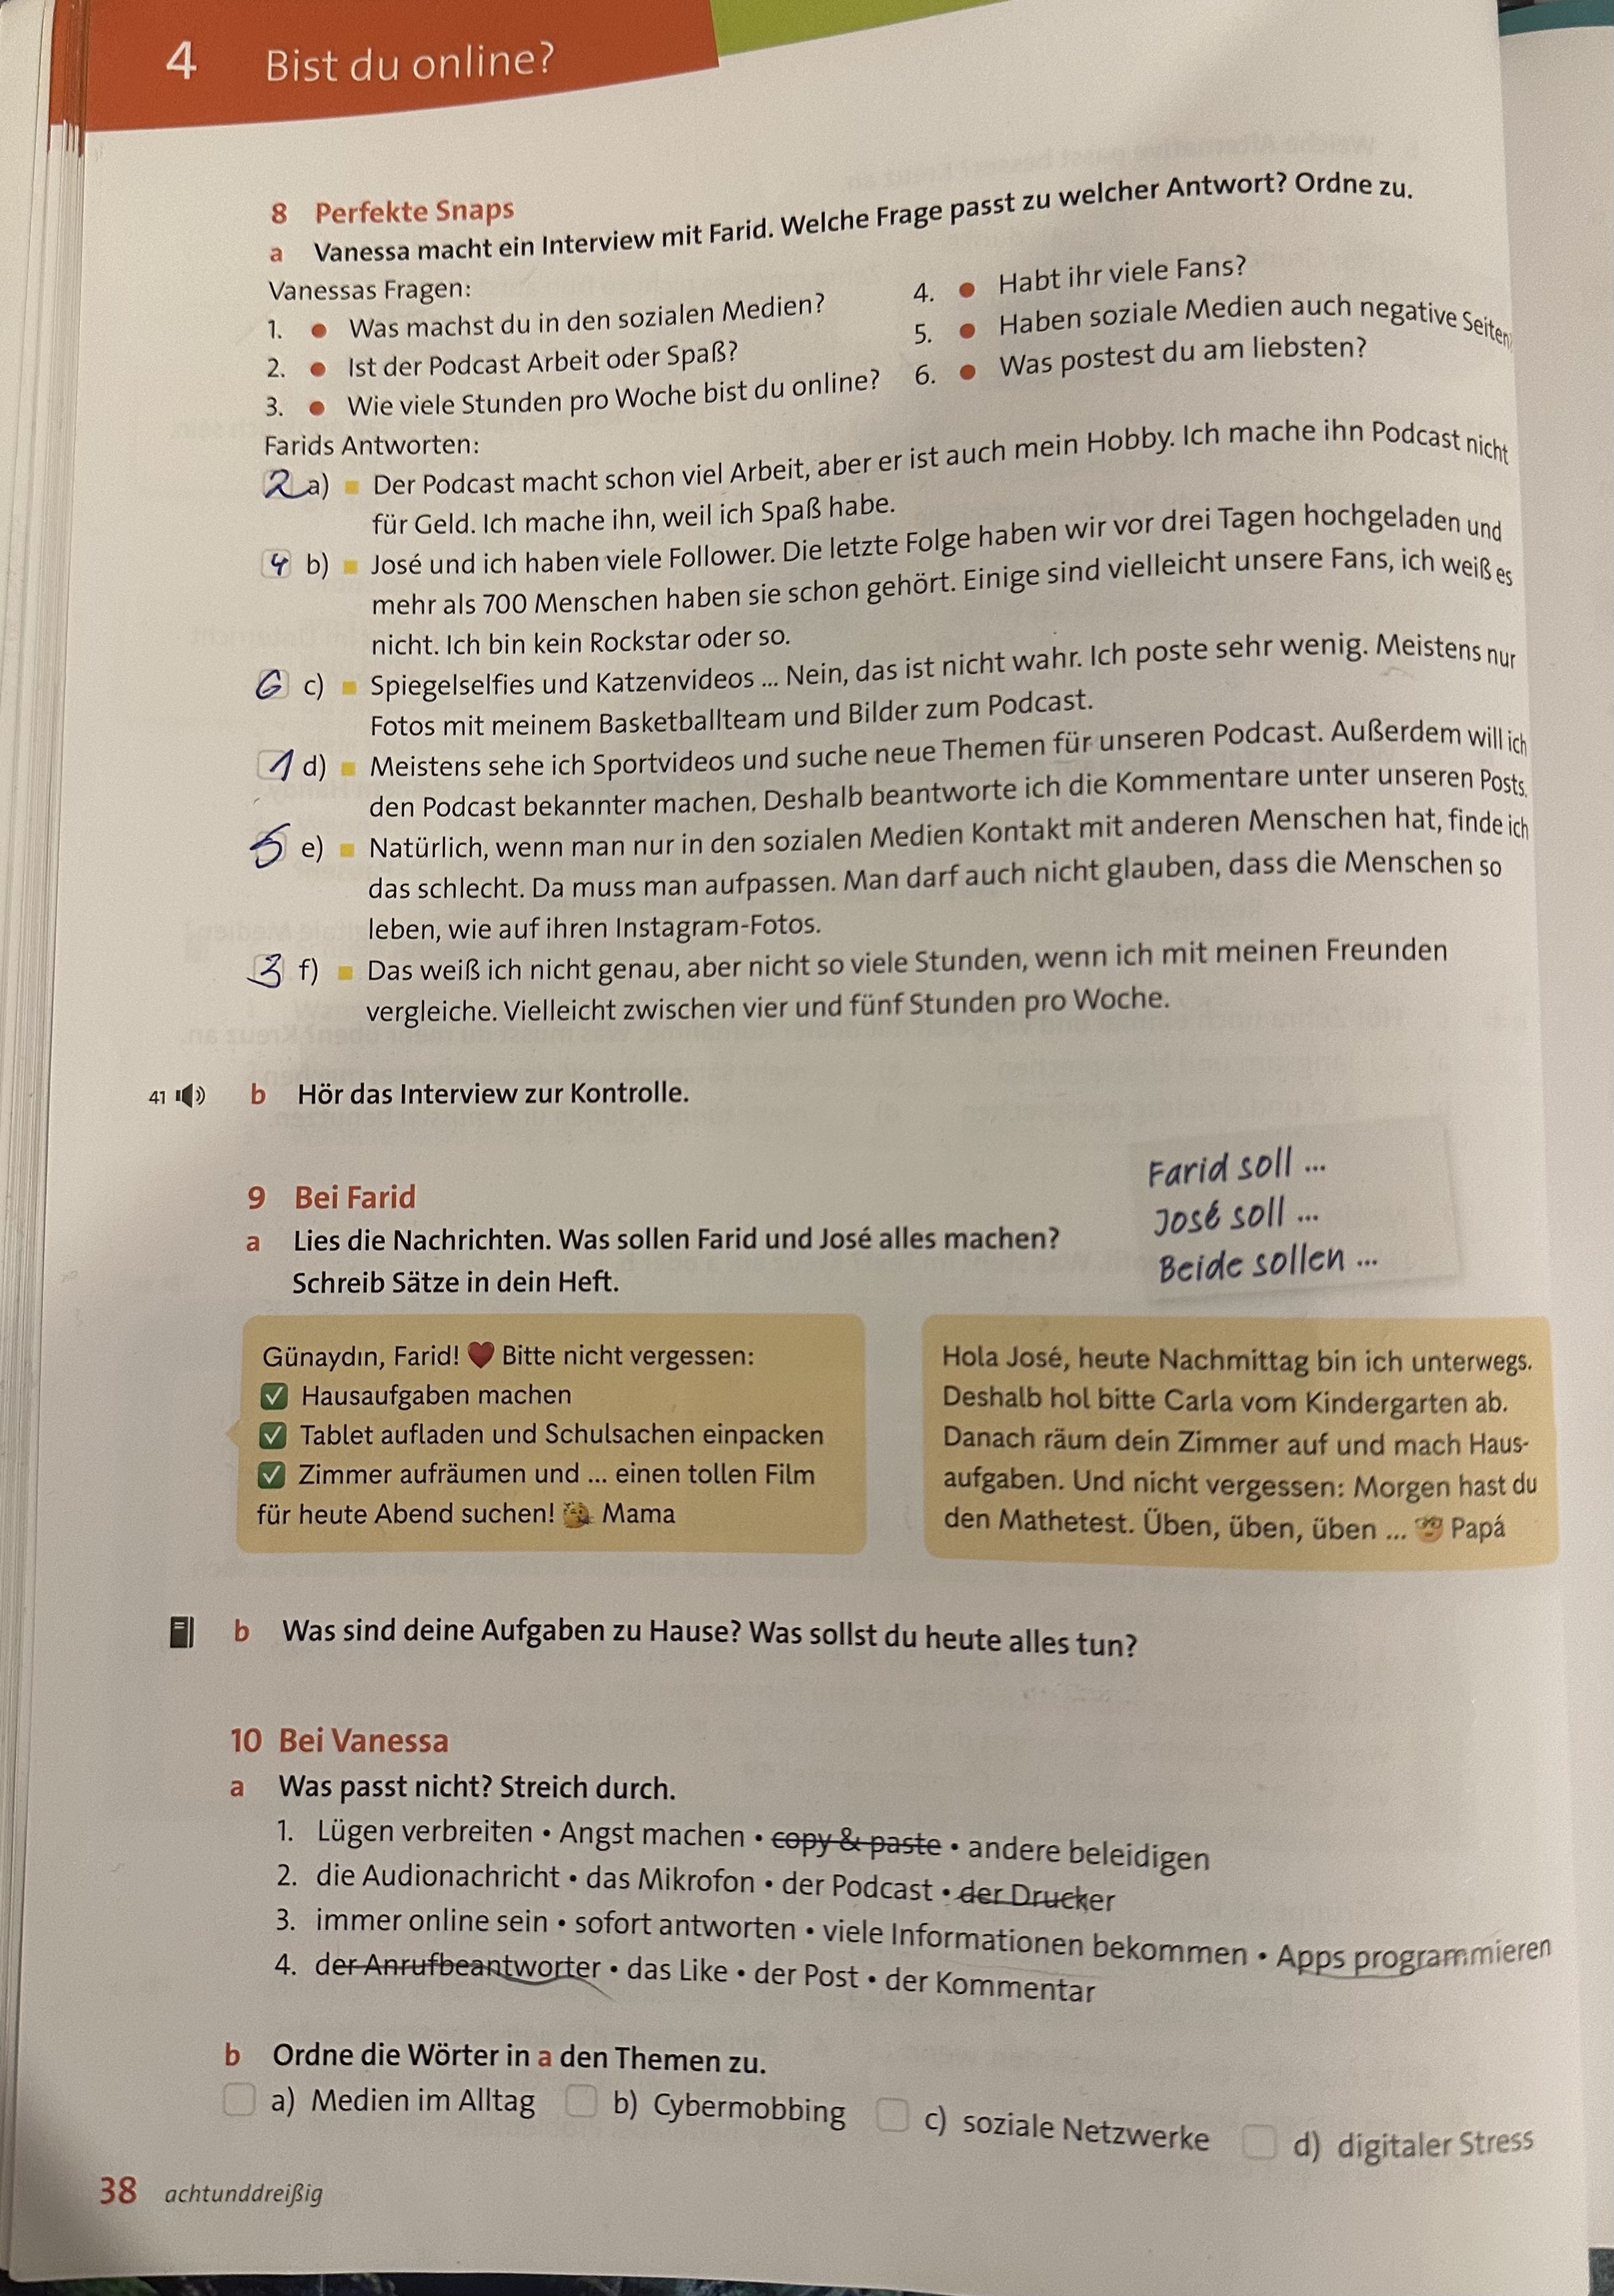 4 Bist du online?
8 Perfekte Snaps
a Vanessa macht ein Interview mit Farid. Welche Frage passt zu welcher Antwort? Ordne zu.
Vanessas Fragen:
1. • Was machst du in den sozialen Medien?
2. • Ist der Podcast Arbeit oder Spaß?
3. • Wie viele Stunden pro Woche bist du online?
4. • Habt ihr viele Fans?
5. • Haben soziale Medien auch negative Seiten
6. • Was postest du am liebsten?
Farids Antworten:
2 a) Der Podcast macht schon viel Arbeit, aber er ist auch mein Hobby. Ich mache ihn Podcast nicht
für Geld. Ich mache ihn, weil ich Spaß habe.
4 b) José und ich haben viele Follower. Die letzte Folge haben wir vor drei Tagen hochgeladen und
mehr als 700 Menschen haben sie schon gehört. Einige sind vielleicht unsere Fans, ich weiß es
nicht. Ich bin kein Rockstar oder so.
6 c) Spiegelselfies und Katzenvideos ... Nein, das ist nicht wahr. Ich poste sehr wenig. Meistens nur
Fotos mit meinem Basketballteam und Bilder zum Podcast.
1 d) Meistens sehe ich Sportvideos und suche neue Themen für unseren Podcast. Außerdem will ich
den Podcast bekannter machen. Deshalb beantworte ich die Kommentare unter unseren Posts.
5 e) Natürlich, wenn man nur in den sozialen Medien Kontakt mit anderen Menschen hat, finde ich
das schlecht. Da muss man aufpassen. Man darf auch nicht glauben, dass die Menschen so
leben, wie auf ihren Instagram-Fotos.
3 f) Das weiß ich nicht genau, aber nicht so viele Stunden, wenn ich mit meinen Freunden
vergleiche. Vielleicht zwischen vier und fünf Stunden pro Woche.
41 b Hör das Interview zur Kontrolle.
9 Bei Farid
a Lies die Nachrichten. Was sollen Farid und José alles machen?
Schreib Sätze in dein Heft.
Farid soll ...
José soll ...
Beide sollen ...
Günaydın, Farid! ❤ Bitte nicht vergessen:
✅ Hausaufgaben machen
✅ Tablet aufladen und Schulsachen einpacken
✅ Zimmer aufräumen und ... einen tollen Film
für heute Abend suchen! Mama
Hola José, heute Nachmittag bin ich unterwegs.
Deshalb hol bitte Carla vom Kindergarten ab.
Danach räum dein Zimmer auf und mach Haus-
aufgaben. Und nicht vergessen: Morgen hast du
den Mathetest. Üben, üben, üben ... Papá
b Was sind deine Aufgaben zu Hause? Was sollst du heute alles tun?
10 Bei Vanessa
a Was passt nicht? Streich durch.
1. Lügen verbreiten • Angst machen • copy & paste • andere beleidigen
2. die Audionachricht • das Mikrofon • der Podcast • der Drucker
3. immer online sein • sofort antworten • viele Informationen bekommen • Apps programmieren
4. der Anrufbeantworter • das Like • der Post • der Kommentar
b Ordne die Wörter in a den Themen zu.
a) Medien im Alltag b) Cybermobbing c) soziale Netzwerke d) digitaler Stress
38 achtunddreißig